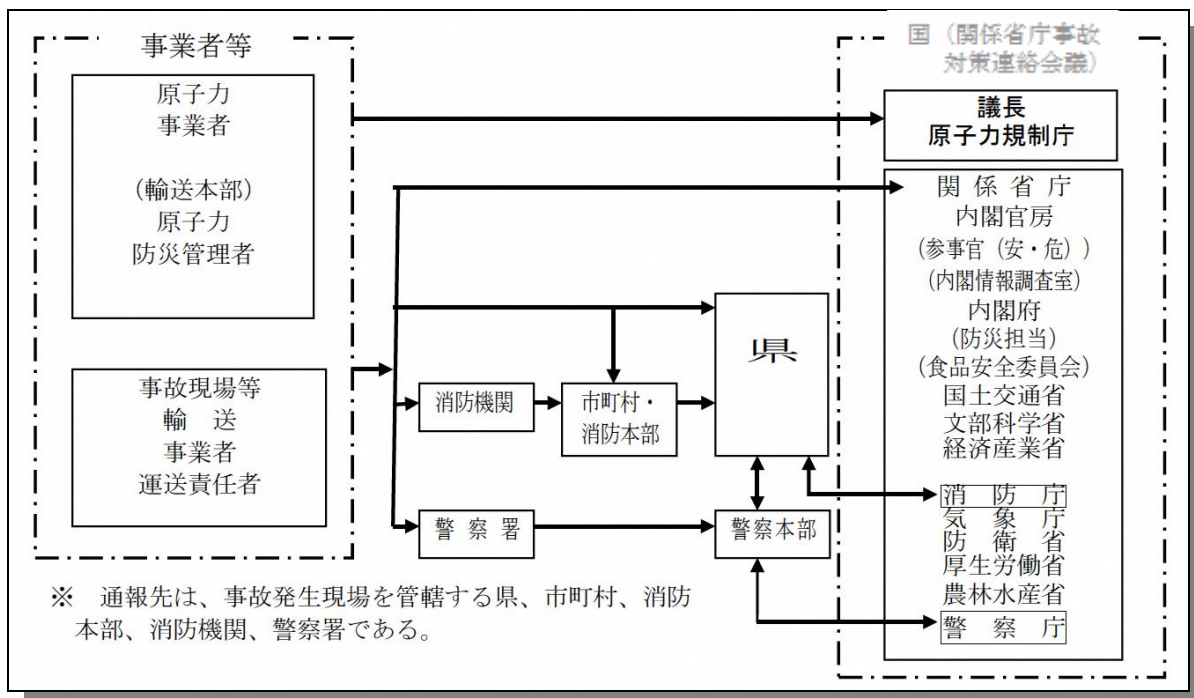 事業者等
原子力
事業者
(輸送本部)
原子力
防災管理者
事故現場等
輸　送
事業者
運送責任者
消防機関
市町村・
消防本部
県
警 察 署
警察本部
国（関係省庁事故
対策連絡会議）
議長
原子力規制庁
関 係 省 庁
内閣官房
(参事官（安・危）)
(内閣情報調査室)
内閣府
(防災担当)
(食品安全委員会)
国土交通省
文部科学省
経済産業省
消　防　庁
気　象　庁
防　衛　省
厚生労働省
農林水産省
警　察　庁
※　通報先は、事故発生現場を管轄する県、市町村、消防
本部、消防機関、警察署である。